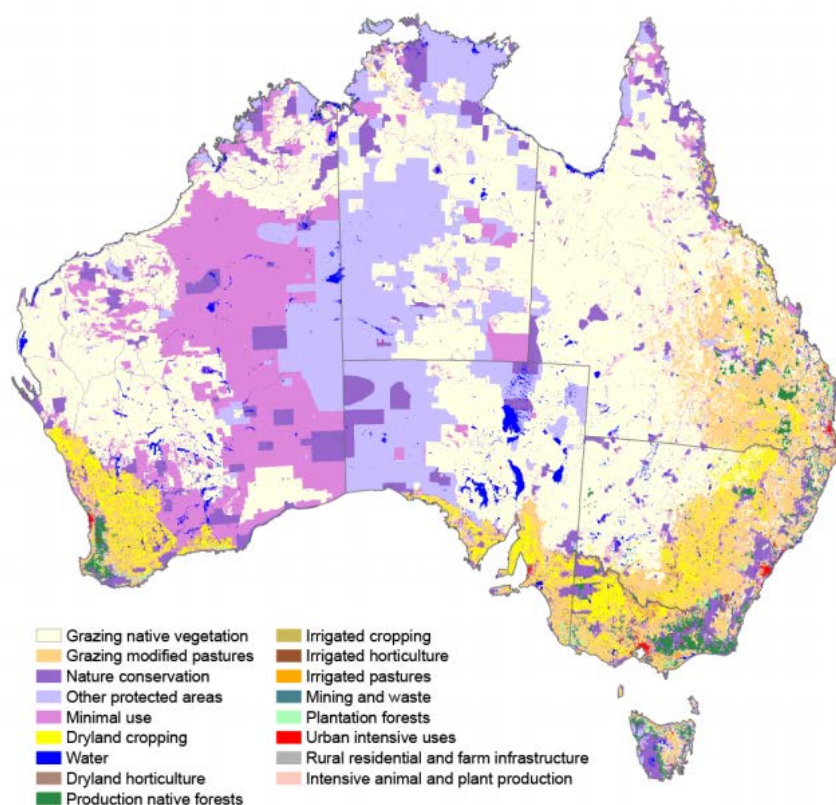 Grazing native vegetation
Grazing modified pastures
Nature conservation
Other protected areas
Minimal use
Dryland cropping
Water
Dryland horticulture
Production native forests
Irrigated cropping
Irrigated horticulture
Irrigated pastures
Mining and waste
Plantation forests
Urban intensive uses
Rural residential and farm infrastructure
Intensive animal and plant production